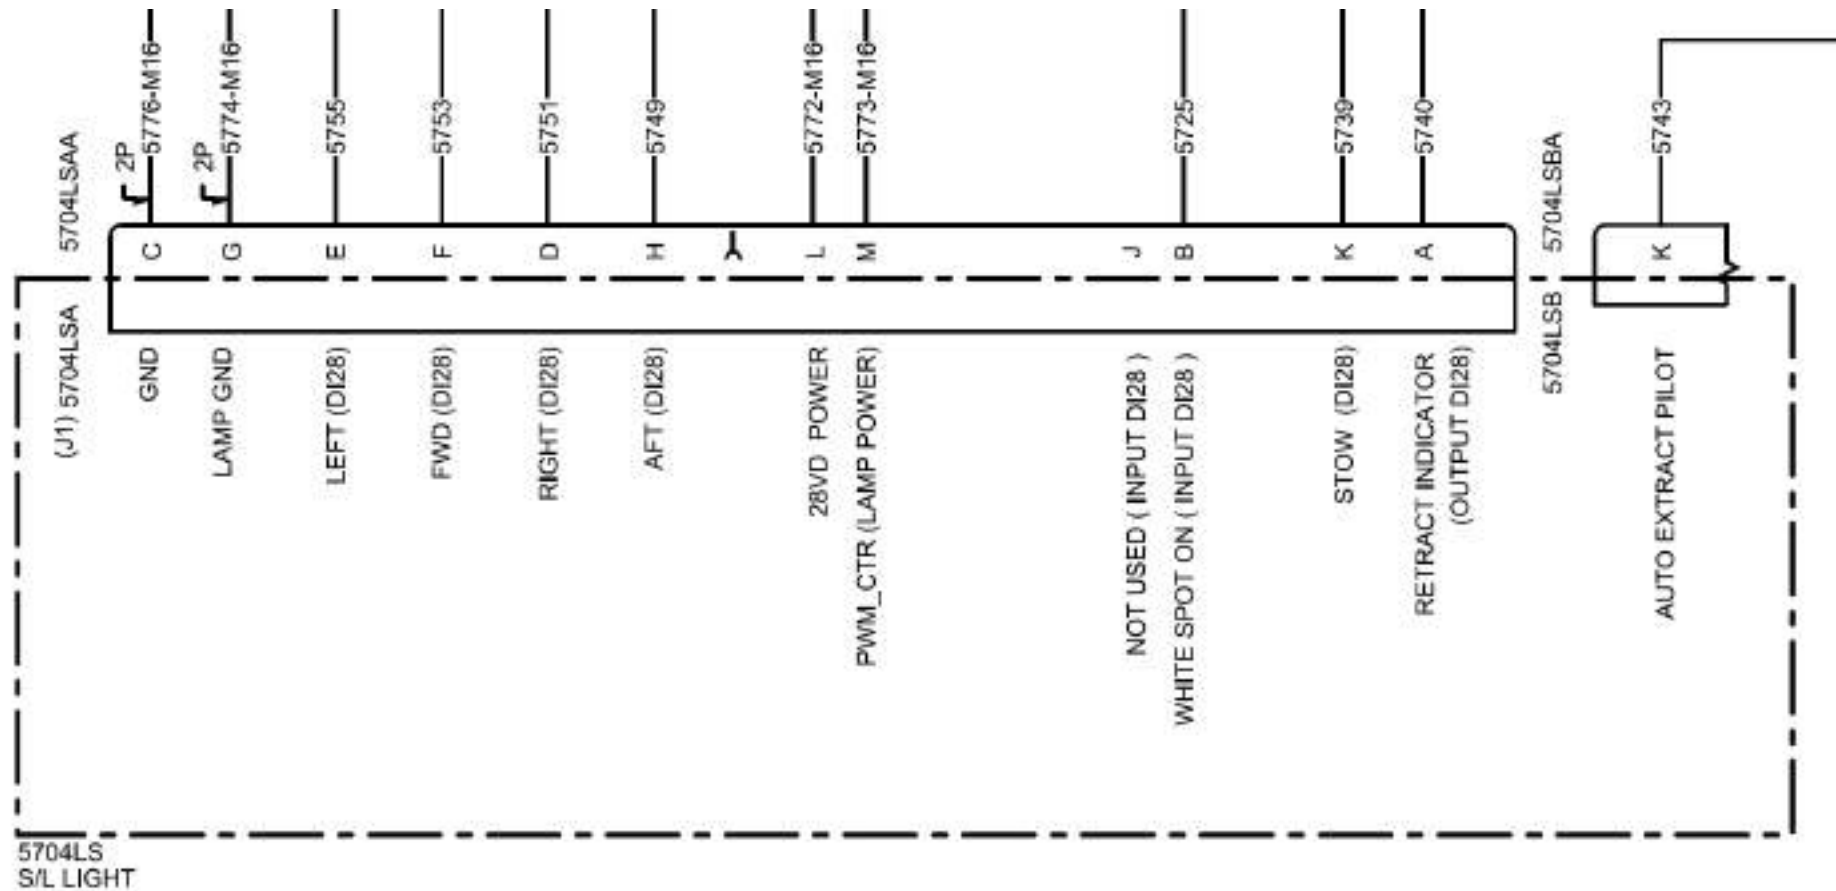 5776-M16
5774-M16
5755
5753
5751
5749
5772-M16
5773-M16
5725
5739
5740
5743
2P
2P
5704LSAA
5704LSBA
C
G
E
F
D
H
L
M
J
B
K
A
K
(J1) 5704LSA
5704LSB
GND
LAMP GND
LEFT (DI28)
FWD (DI28)
RIGHT (DI28)
AFT (DI28)
28VD POWER
PWM_CTR (LAMP POWER)
NOT USED ( INPUT DI28 )
WHITE SPOT ON ( INPUT DI28 )
STOW (DI28)
RETRACT INDICATOR
(OUTPUT DI28)
AUTO EXTRACT PILOT
5704LS
S/L LIGHT